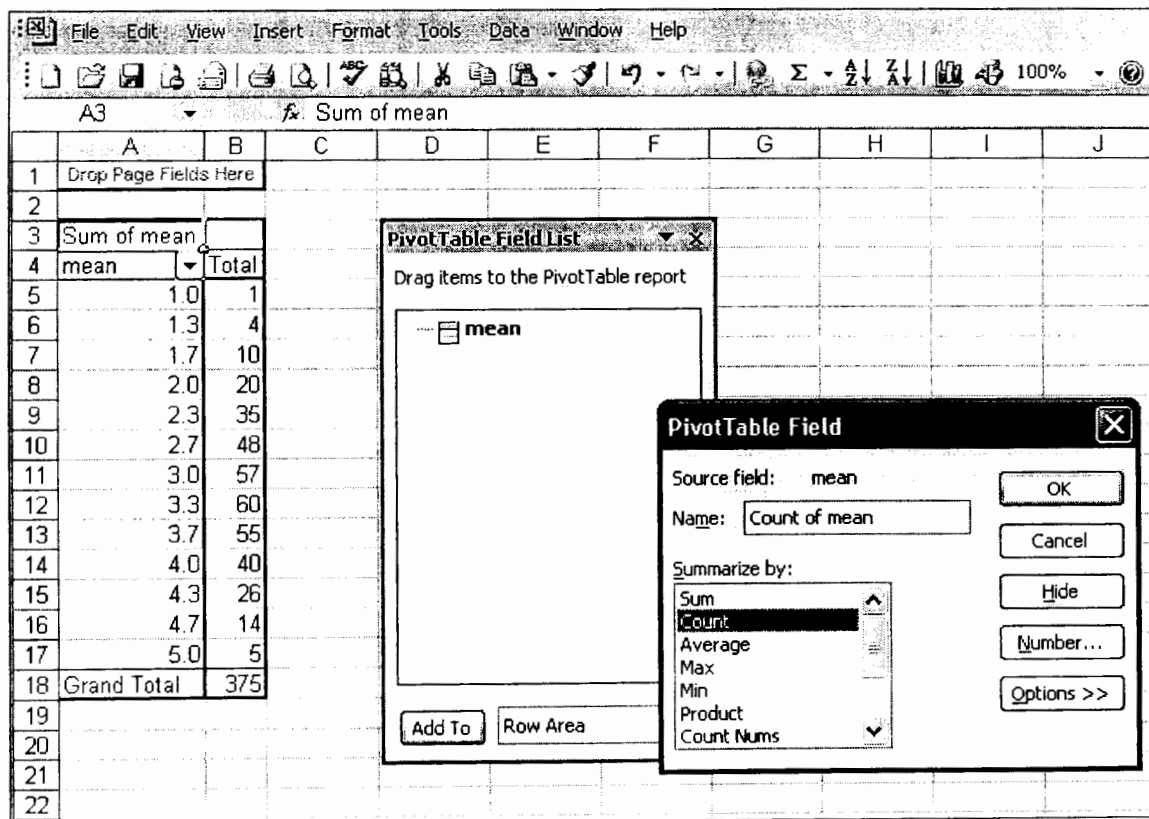 File Edit View Insert Format Tools Data Window Help
100%
A3 fx Sum of mean
A B C D E F G H I J
1 Drop Page Fields Here
2
3 Sum of mean
4 mean Total
5 1.0 1
6 1.3 4
7 1.7 10
8 2.0 20
9 2.3 35
10 2.7 48
11 3.0 57
12 3.3 60
13 3.7 55
14 4.0 40
15 4.3 26
16 4.7 14
17 5.0 5
18 Grand Total 375
19
20
21
22
PivotTable Field List
Drag items to the PivotTable report
mean
Add To Row Area
PivotTable Field
Source field: mean
Name: Count of mean
Summarize by:
Sum
Count
Average
Max
Min
Product
Count Nums
OK
Cancel
Hide
Number...
Options >>